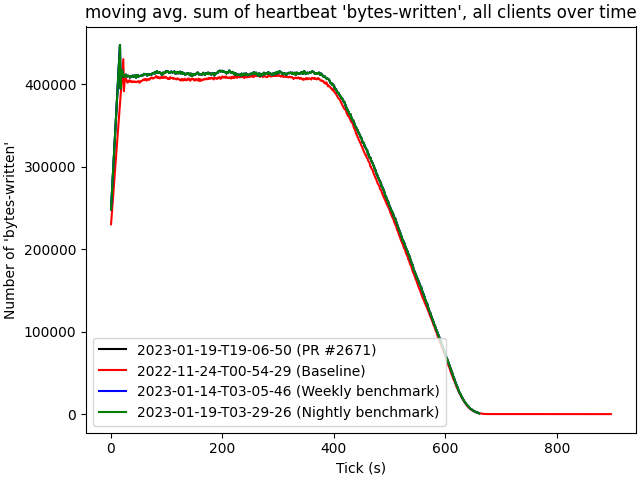 moving avg. sum of heartbeat 'bytes-written', all clients over time
Number of 'bytes-written'
400000
300000
200000
100000
0
2023-01-19-T19-06-50 (PR #2671)
2022-11-24-T00-54-29 (Baseline)
2023-01-14-T03-05-46 (Weekly benchmark)
2023-01-19-T03-29-26 (Nightly benchmark)
0 200 400 600 800
Tick (s)